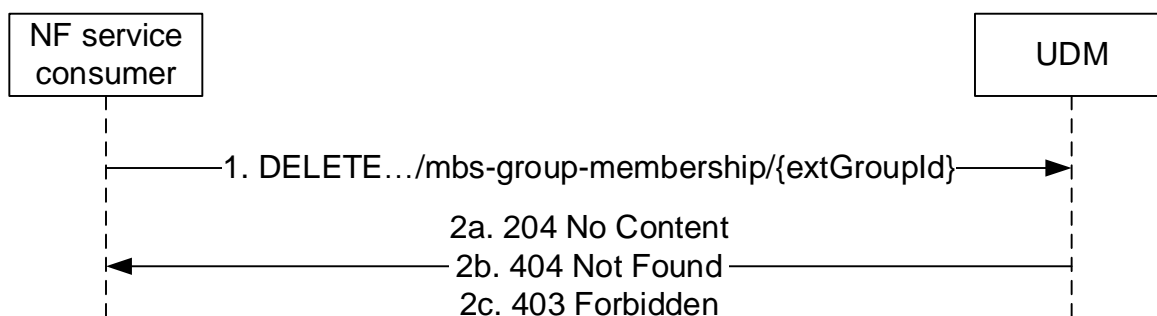 NF service
consumer
UDM
1. DELETE…/mbs-group-membership/{extGroupId}
2a. 204 No Content
2b. 404 Not Found
2c. 403 Forbidden